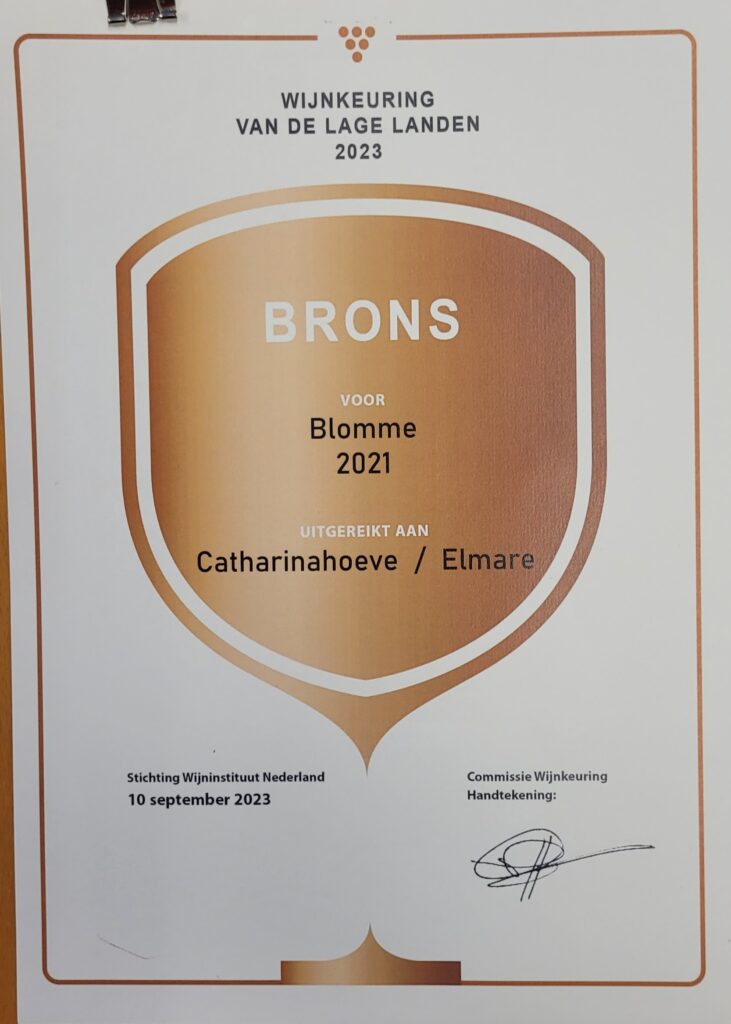 WIJNKEURING
VAN DE LAGE LANDEN
2023
BRONS
VOOR
Blomme
2021
UITGEREIKT AAN
Catharinahoeve / Elmare
Stichting Wijninstituut Nederland
10 september 2023
Commissie Wijnkeuring
Handtekening: